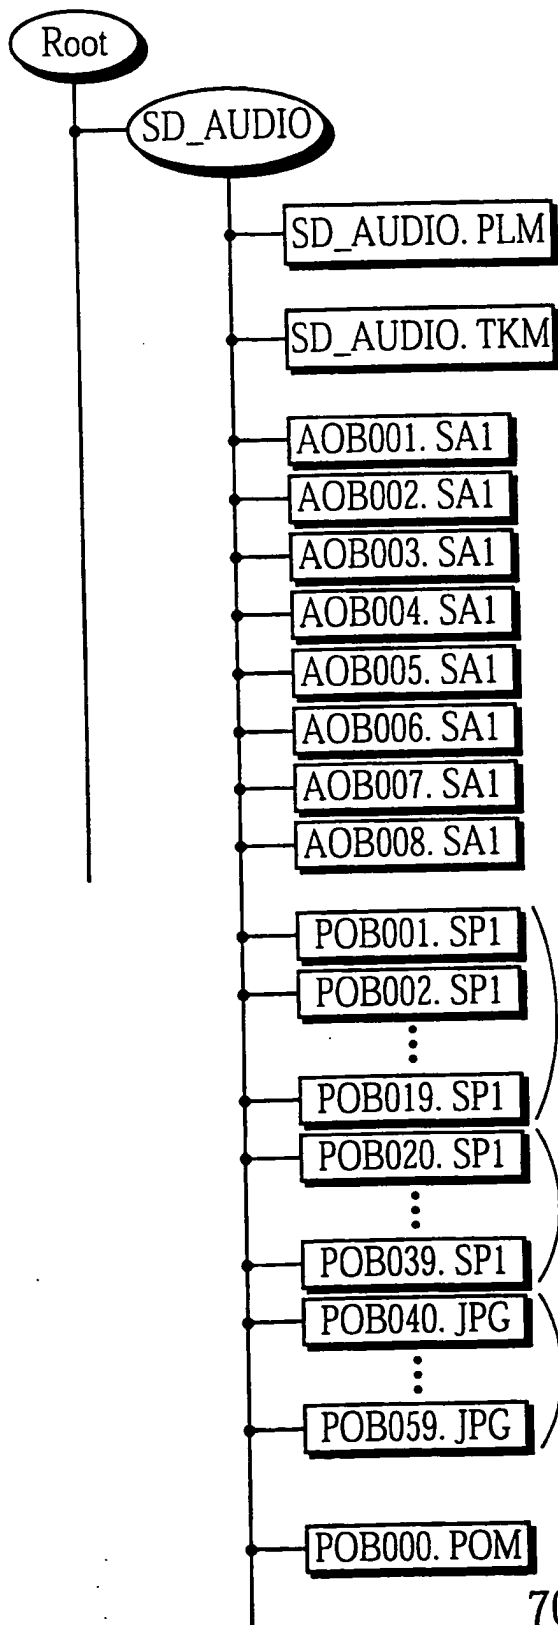 Root
SD_AUDIO
SD_AUDIO. PLM
SD_AUDIO. TKM
AOB001. SA1
AOB002. SA1
AOB003. SA1
AOB004. SA1
AOB005. SA1
AOB006. SA1
AOB007. SA1
AOB008. SA1
POB001. SP1
POB002. SP1
POB019. SP1
POB020. SP1
POB039. SP1
POB040. JPG
POB059. JPG
POB000. POM